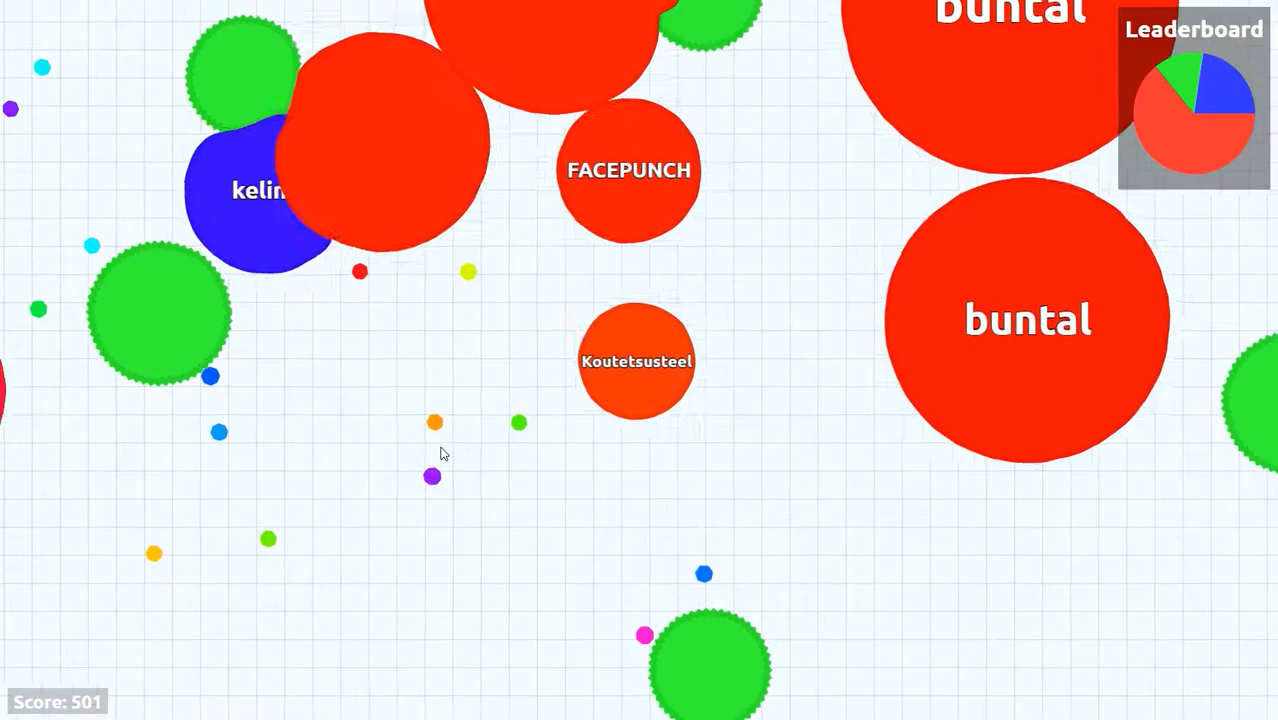 buntal
Leaderboard
FACEPUNCH
kelin
buntal
Koutetsusteel
Score: 501